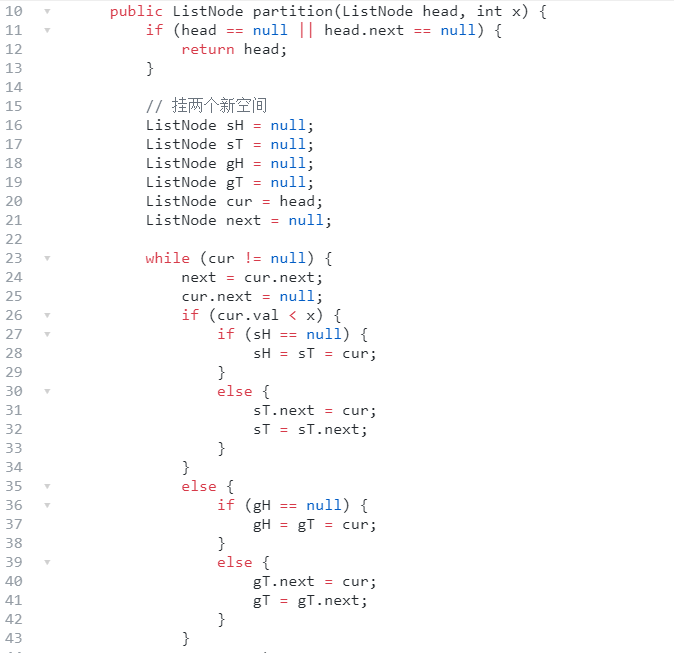 10 public ListNode partition(ListNode head, int x) {
11 if (head == null || head.next == null) {
12 return head;
13 }
14
15 // 挂两个新空间
16 ListNode sH = null;
17 ListNode sT = null;
18 ListNode gH = null;
19 ListNode gT = null;
20 ListNode cur = head;
21 ListNode next = null;
22
23 while (cur != null) {
24 next = cur.next;
25 cur.next = null;
26 if (cur.val < x) {
27 if (sH == null) {
28 sH = sT = cur;
29 }
30 else {
31 sT.next = cur;
32 sT = sT.next;
33 }
34 }
35 else {
36 if (gH == null) {
37 gH = gT = cur;
38 }
39 else {
40 gT.next = cur;
41 gT = gT.next;
42 }
43 }